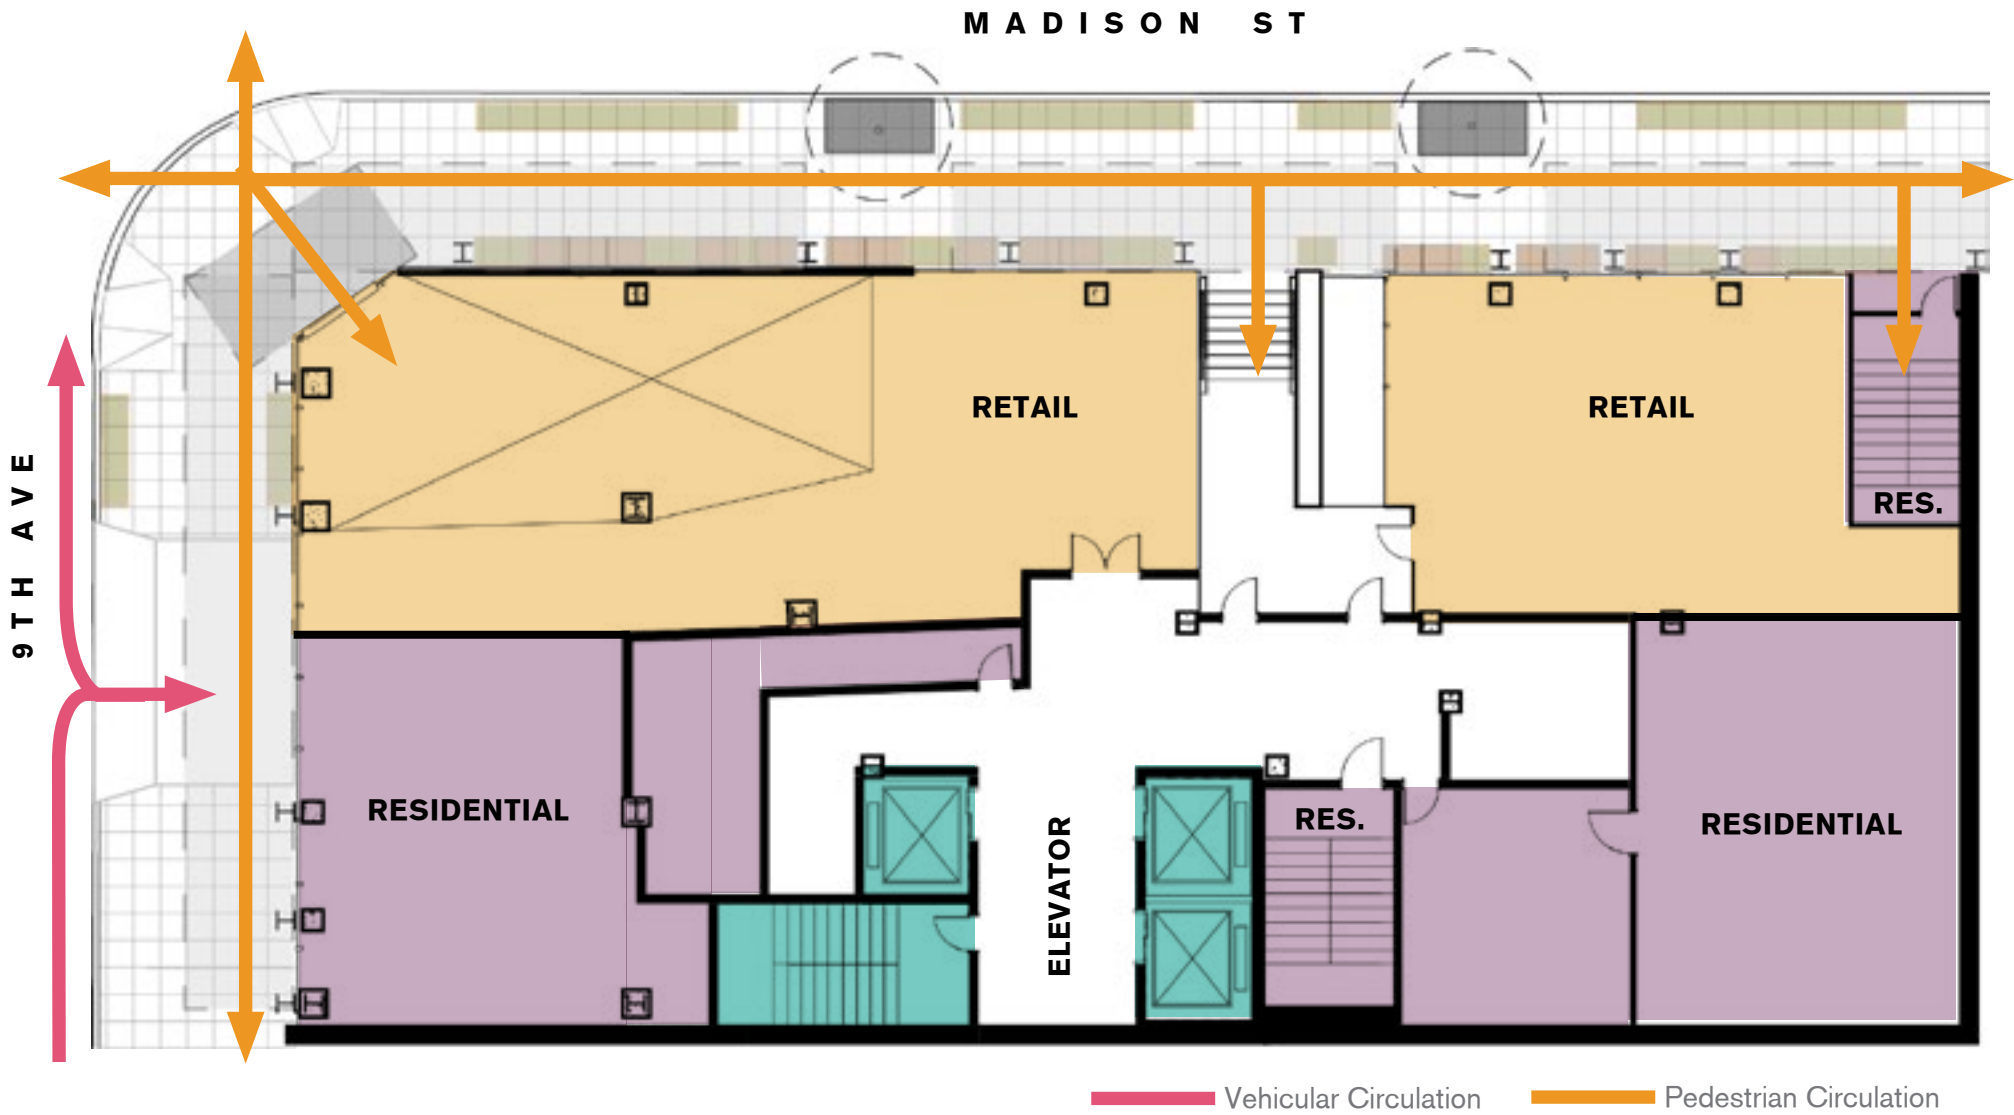 MADISON ST
9TH AVE
RETAIL
RETAIL
RES.
RESIDENTIAL
ELEVATOR
RES.
RESIDENTIAL
Vehicular Circulation
Pedestrian Circulation